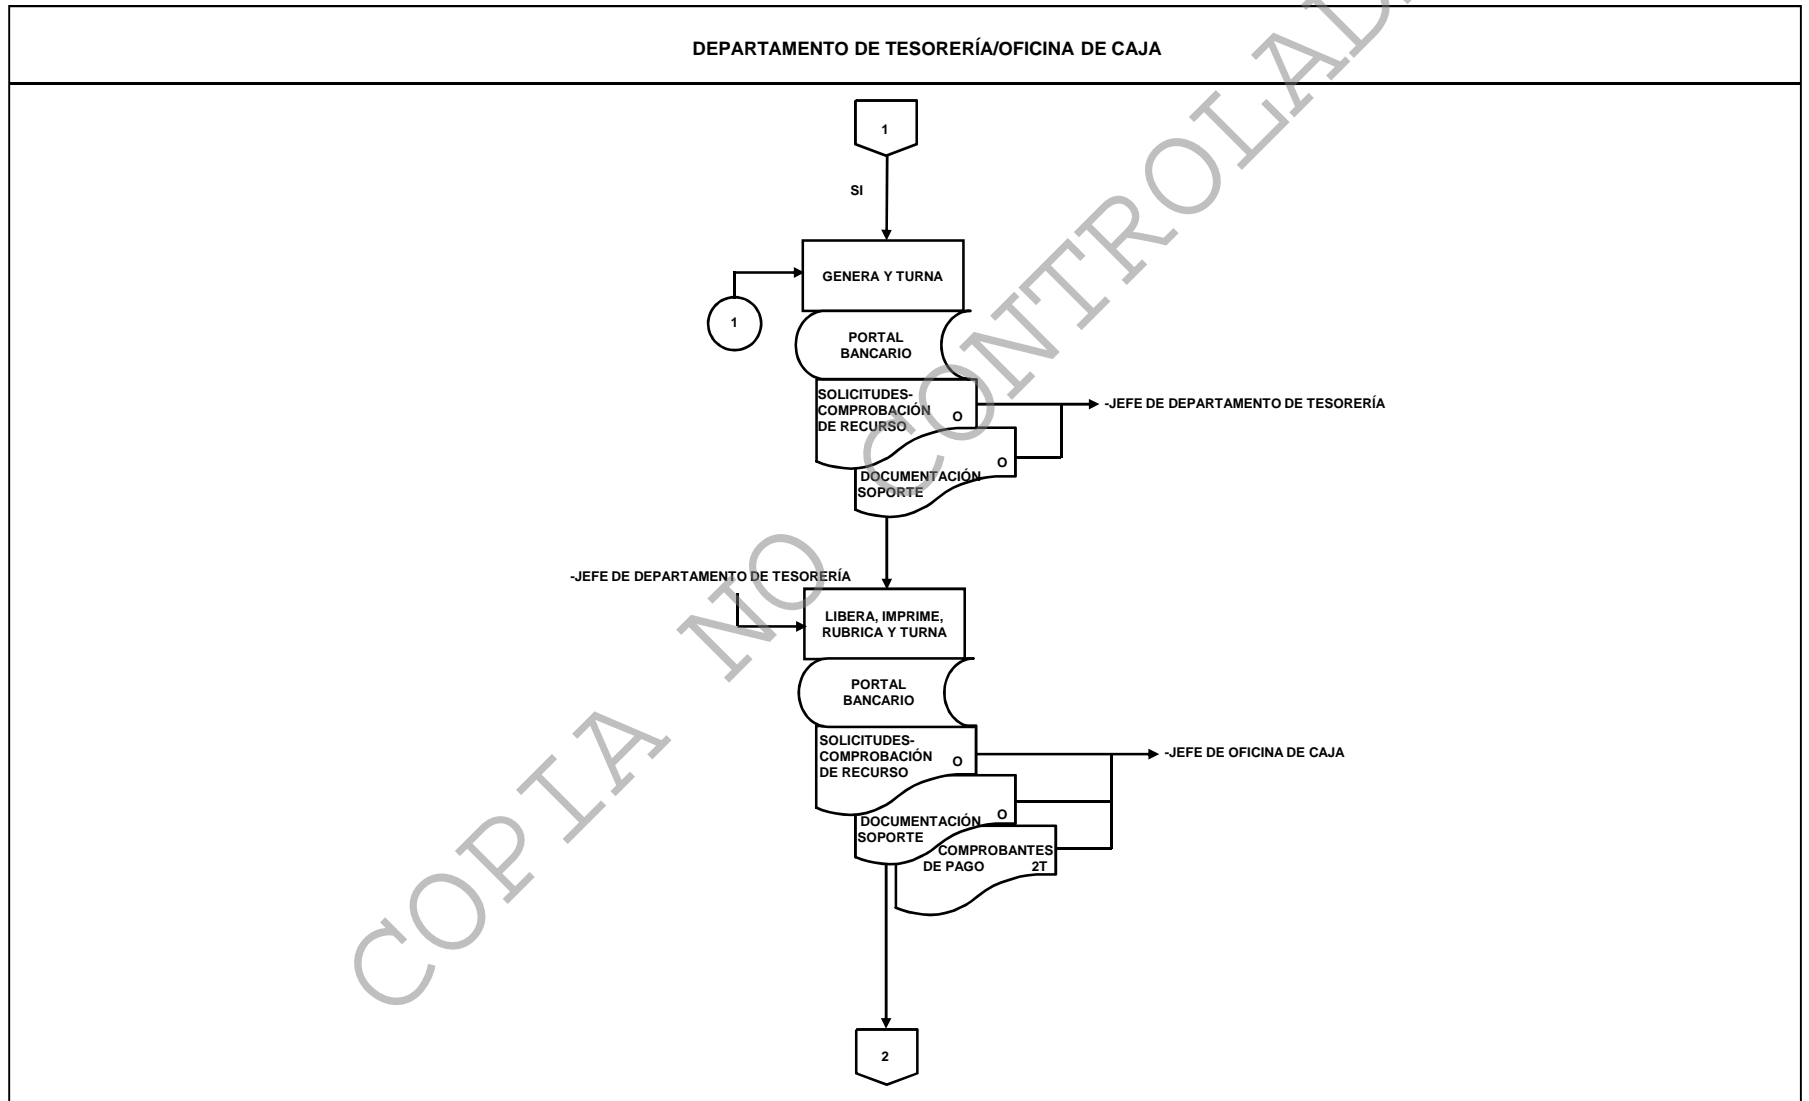 DEPARTAMENTO DE TESORERÍA/OFICINA DE CAJA
1
SI
GENERA Y TURNA
1
PORTAL
BANCARIO
SOLICITUDES-
COMPROBACIÓN
DE RECURSO
O
-JEFE DE DEPARTAMENTO DE TESORERÍA
O
DOCUMENTACIÓN
SOPORTE
-JEFE DE DEPARTAMENTO DE TESORERÍA
LIBERA, IMPRIME,
RUBRICA Y TURNA
PORTAL
BANCARIO
SOLICITUDES-
COMPROBACIÓN
DE RECURSO
O
-JEFE DE OFICINA DE CAJA
O
DOCUMENTACIÓN
SOPORTE
COMPROBANTES
DE PAGO 2T
2
COPIA NO CONTROLAD